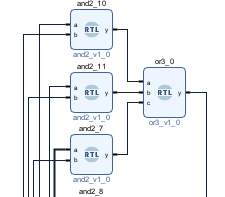 and2_10
a
b
RTL
y
and2_v1_0
and2_11
a
b
RTL
y
and2_v1_0
and2_7
a
b
RTL
y
and2_v1_0
and2_8
or3_0
a
b
c
RTL
y
or3_v1_0